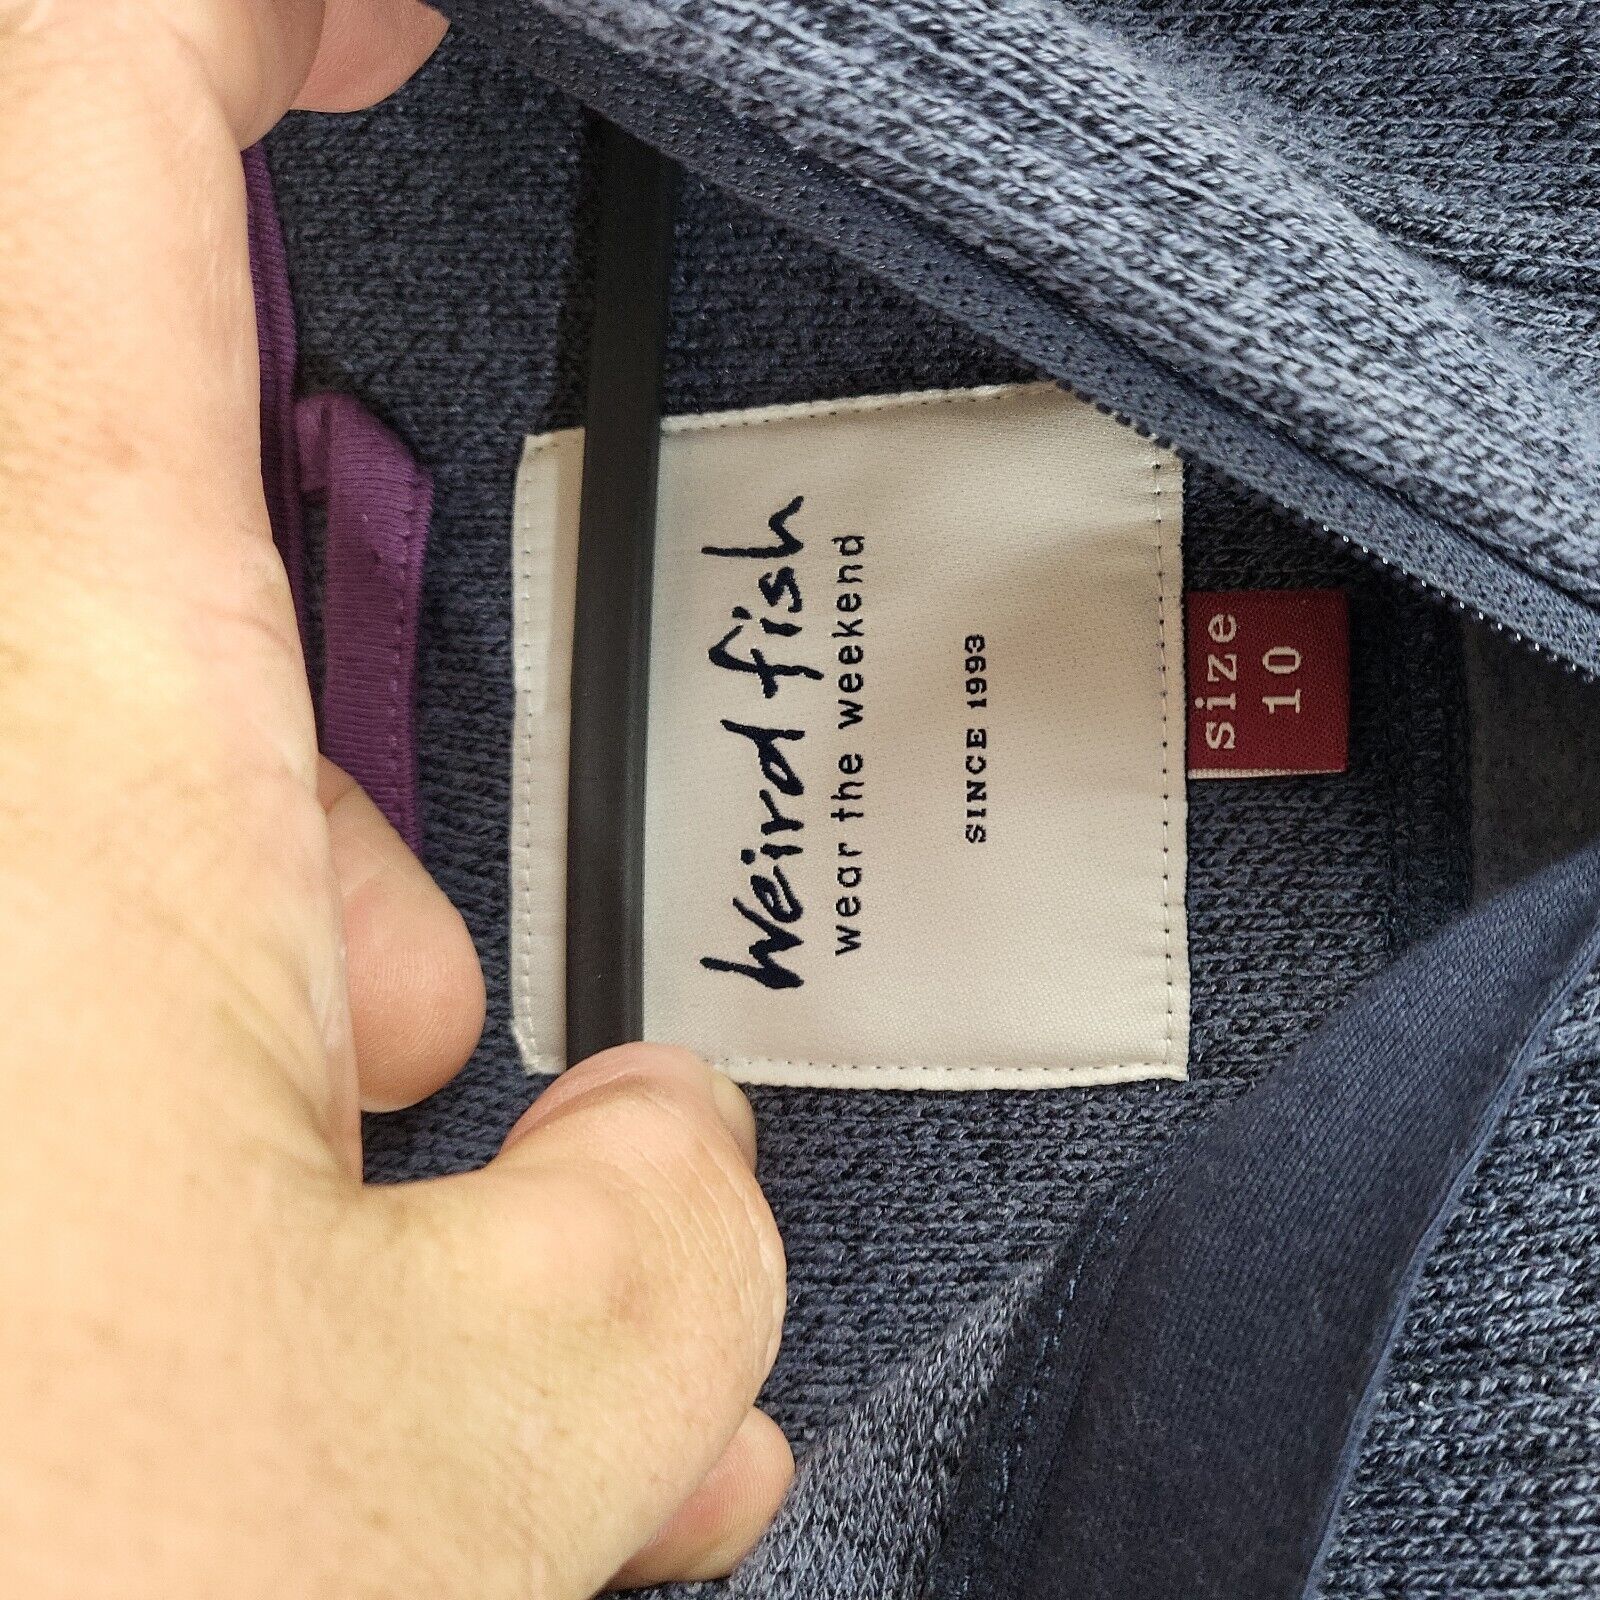 Weird fish
wear the weekend
SINCE 1993
size
10